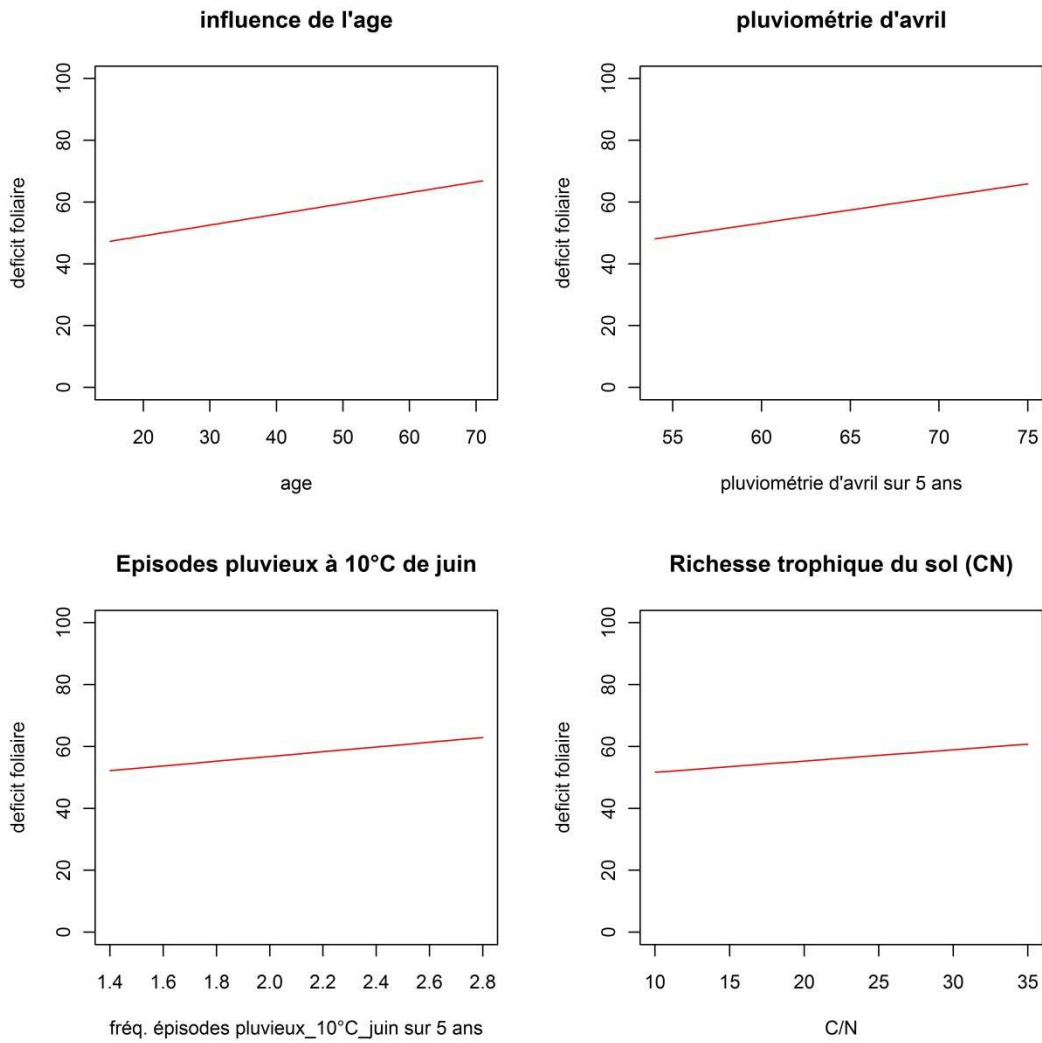 influence de l'age
deficit foliaire
0 20 40 60 80 100
20 30 40 50 60 70
age
pluviométrie d'avril
deficit foliaire
0 20 40 60 80 100
55 60 65 70 75
pluviométrie d'avril sur 5 ans
Episodes pluvieux à 10°C de juin
deficit foliaire
0 20 40 60 80 100
1.4 1.6 1.8 2.0 2.2 2.4 2.6 2.8
fréq. épisodes pluvieux_10°C_juin sur 5 ans
Richesse trophique du sol (CN)
deficit foliaire
0 20 40 60 80 100
10 15 20 25 30 35
C/N